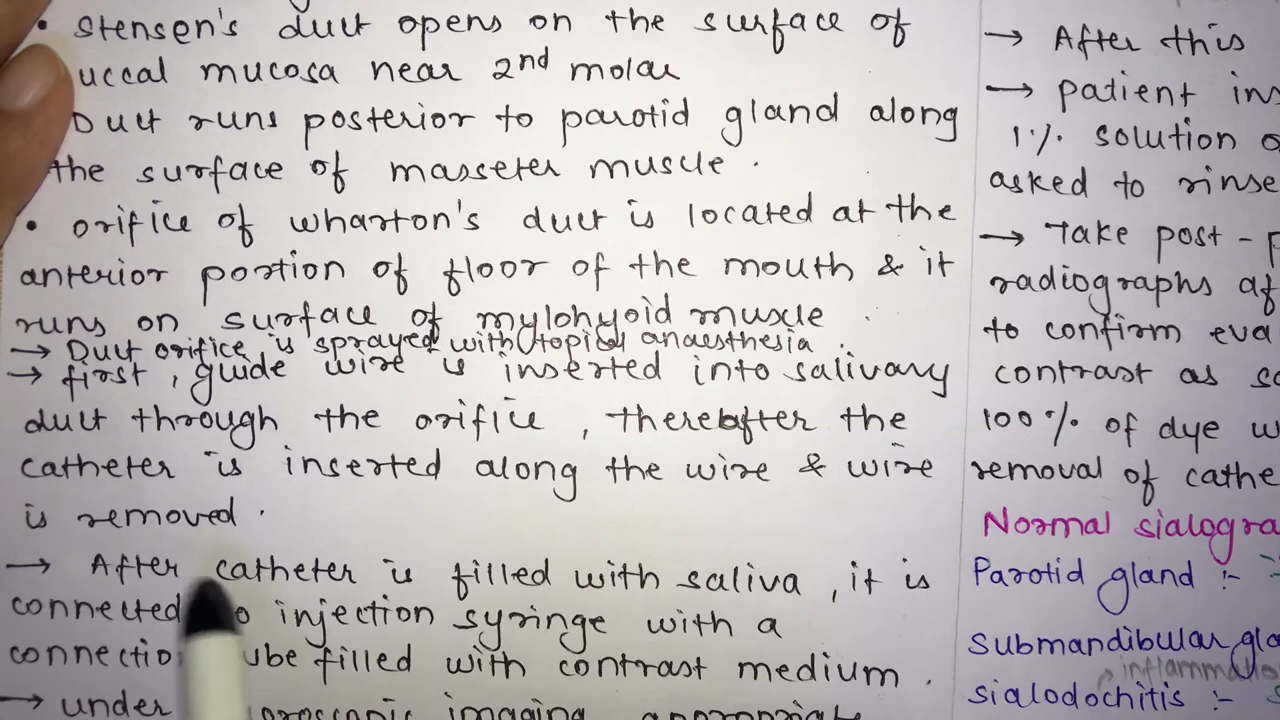 • Stensen's duct opens on the surface of
uccal mucosa near 2nd molar
Duct runs posterior to parotid gland along
the surface of masseter muscle.
• orifice of wharton's duct is located at the
anterior portion of floor of the mouth & it
runs on surface of mylohyoid muscle.
→ Duct orifice is sprayed with topical anaesthesia.
→ first, guide wire is inserted into salivary
duct through the orifice, thereafter the
catheter is inserted along the wire & wire
is removed.
→ After catheter is filled with saliva, it is
connected o injection syringe with a
connectio ube filled with contrast medium.
→ under imaging
→ After this
→ patient ins
1% solution o
asked to rinse
→ Take post - p
radiographs af
to confirm eva
contrast as so
100% of dye w
removal of cathe
Normal sialogra
Parotid gland :-
Submandibular gla
inflammatio
sialodochitis :-